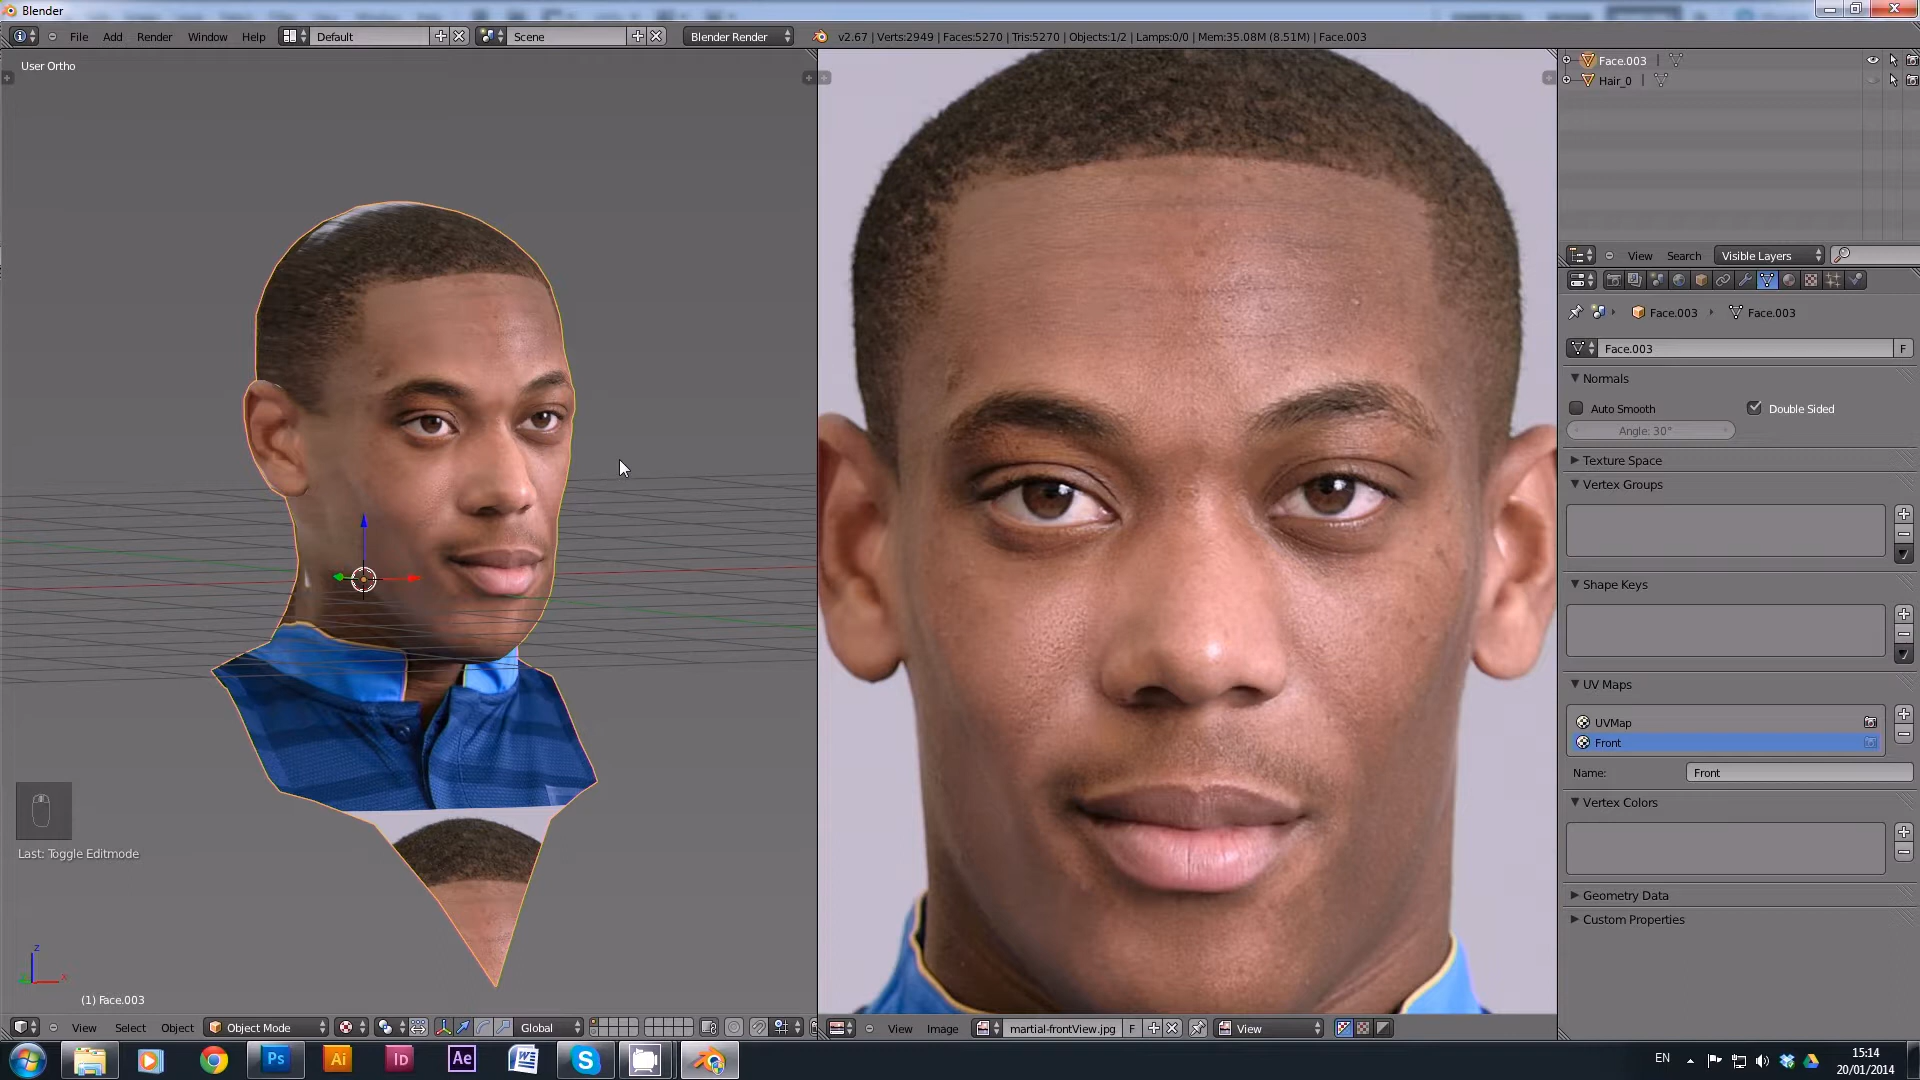 Blender
File Add Render Window Help Default Scene Blender Render v2.67 | Verts:2949 | Faces:5270 | Tris:5270 | Objects:1/2 | Lamps:0/0 | Mem:35.08M (8.51M) | Face.003
User Ortho
Face.003
Hair_0
View Search Visible Layers
Face.003 Face.003
Face.003 F
Normals
Auto Smooth Double Sided
Angle: 30°
Texture Space
Vertex Groups
Shape Keys
UV Maps
UVMap
Front
Name: Front
Vertex Colors
Geometry Data
Custom Properties
Last: Toggle Editmode
z
x
(1) Face.003
View Select Object Object Mode Global
View Image martial-frontView.jpg F View
Ps Ai Id Ae W S
EN 15:14
20/01/2014